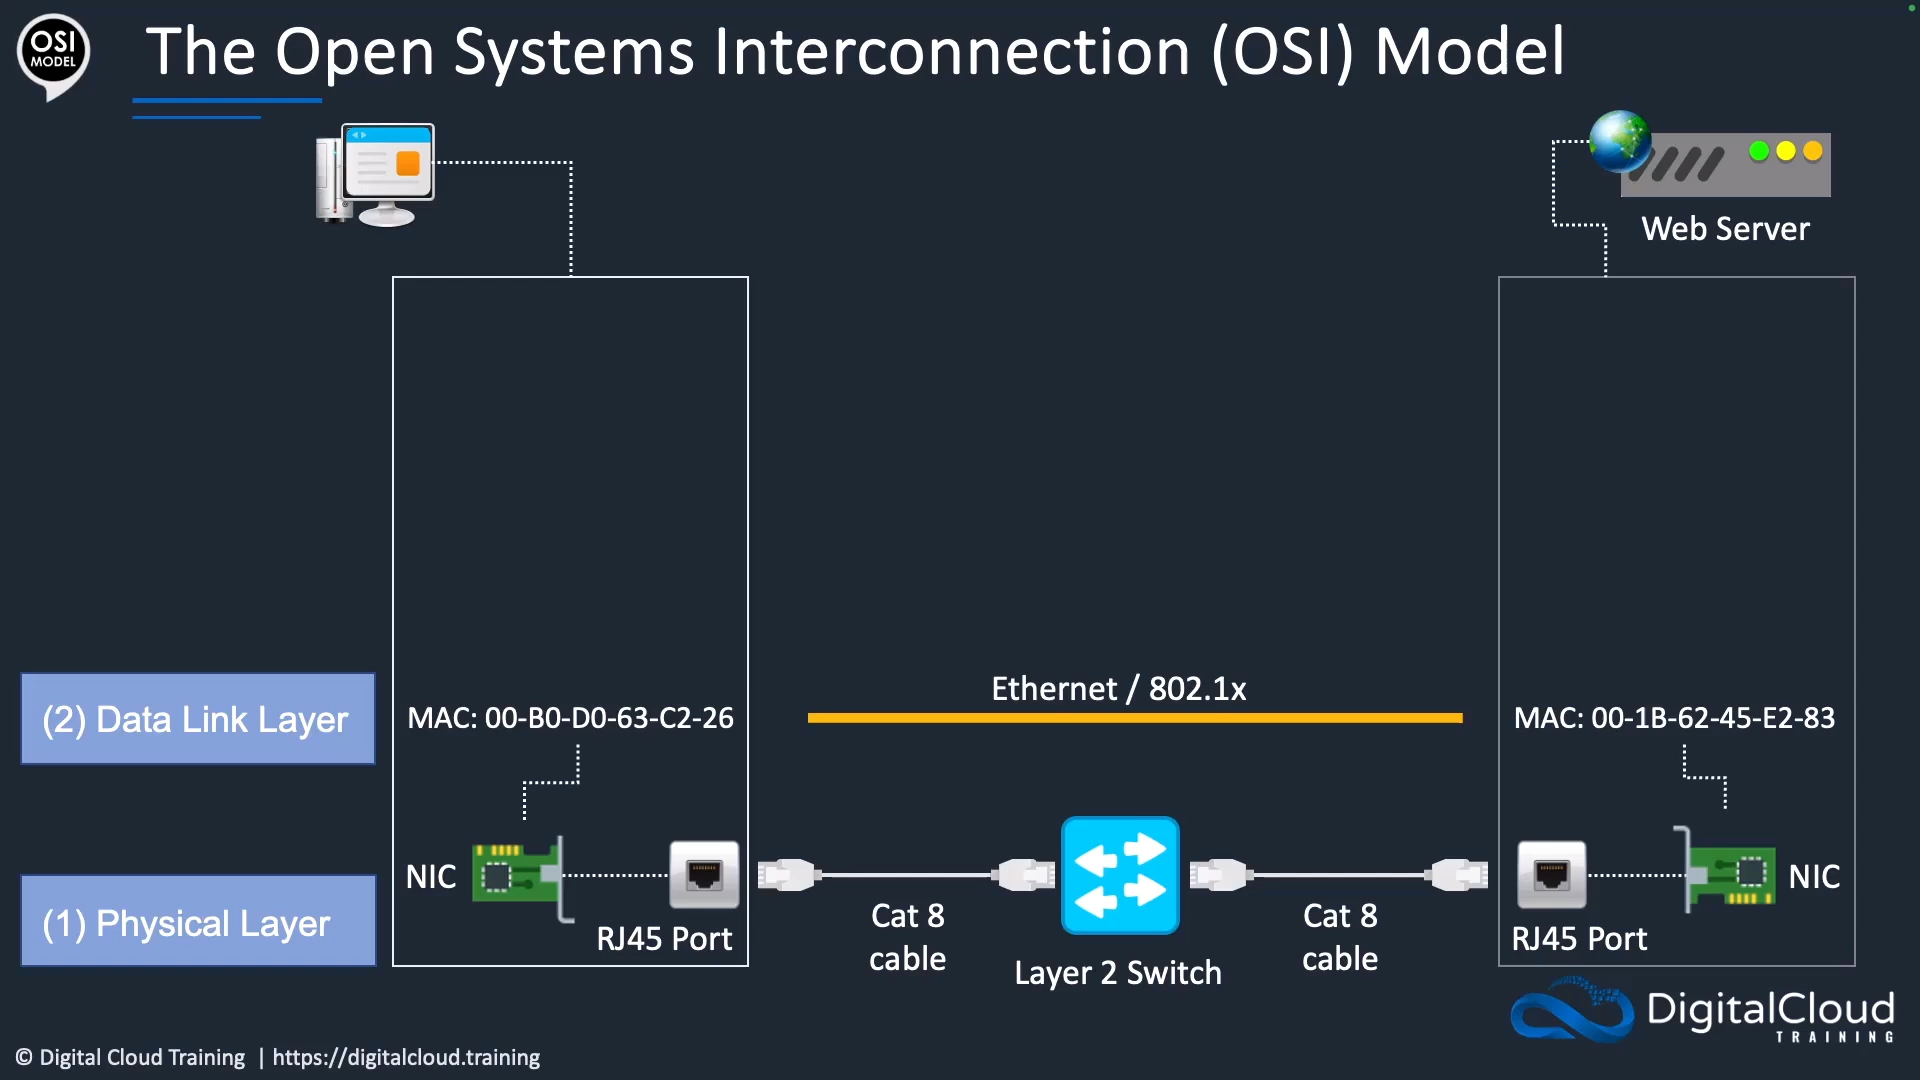 OSI
MODEL
The Open Systems Interconnection (OSI) Model
Web Server
Ethernet / 802.1x
(2) Data Link Layer
MAC: 00-B0-D0-63-C2-26
MAC: 00-1B-62-45-E2-83
NIC
NIC
(1) Physical Layer
RJ45 Port
Cat 8
cable
Layer 2 Switch
Cat 8
cable
RJ45 Port
DigitalCloud
TRAINING
© Digital Cloud Training | https://digitalcloud.training